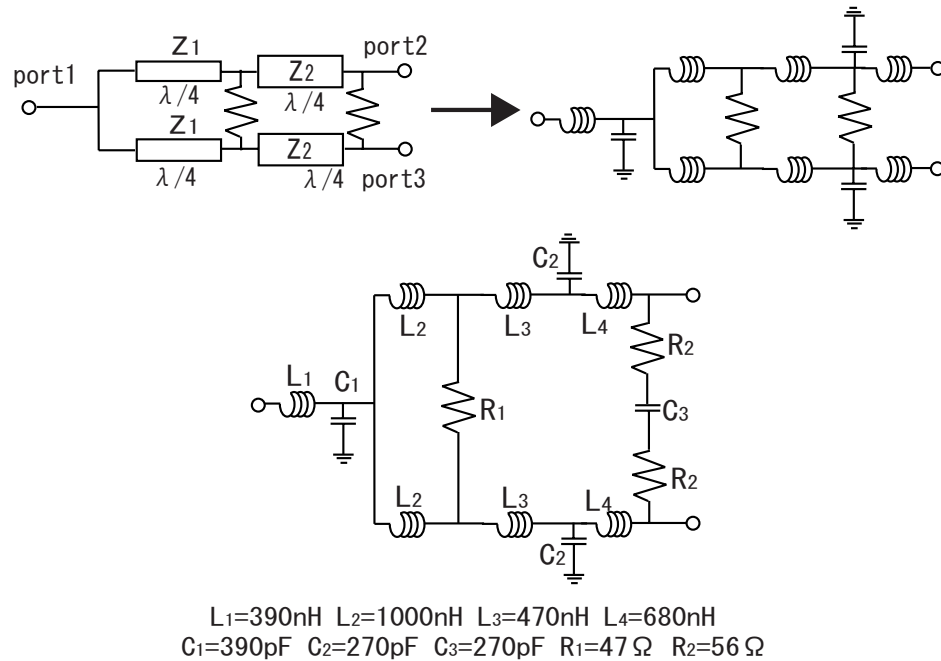 Z1
port2
port1
Z2
λ/4
λ/4
Z1
Z2
λ/4
λ/4
port3
C2
L2
L3
L4
R2
L1
C1
R1
C3
L2
L3
L4
R2
C2
L1=390nH L2=1000nH L3=470nH L4=680nH
C1=390pF C2=270pF C3=270pF R1=47Ω R2=56Ω